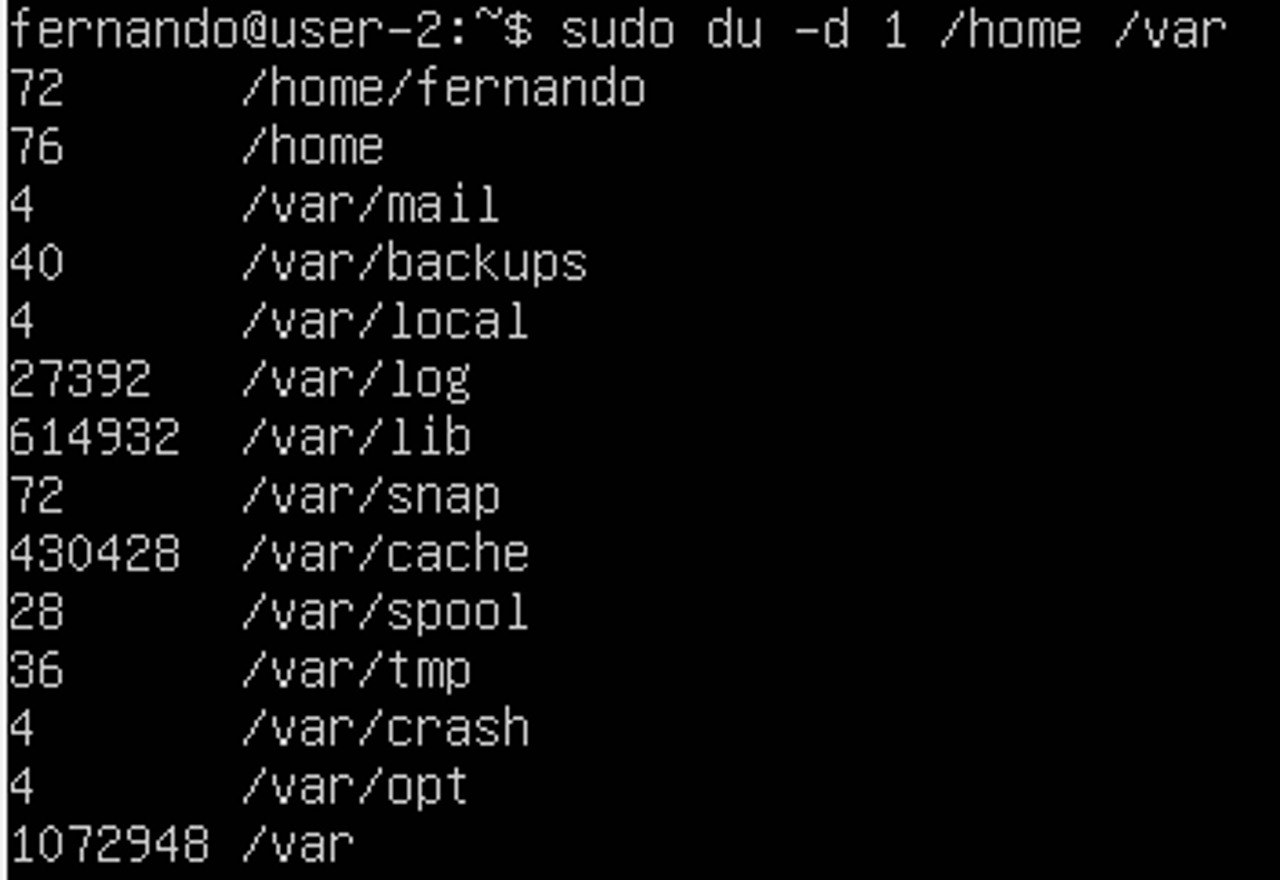 fernando@user-2:~$ sudo du -d 1 /home /var
72 /home/fernando
76 /home
4 /var/mail
40 /var/backups
4 /var/local
27392 /var/log
614932 /var/lib
72 /var/snap
430428 /var/cache
28 /var/spool
36 /var/tmp
4 /var/crash
4 /var/opt
1072948 /var